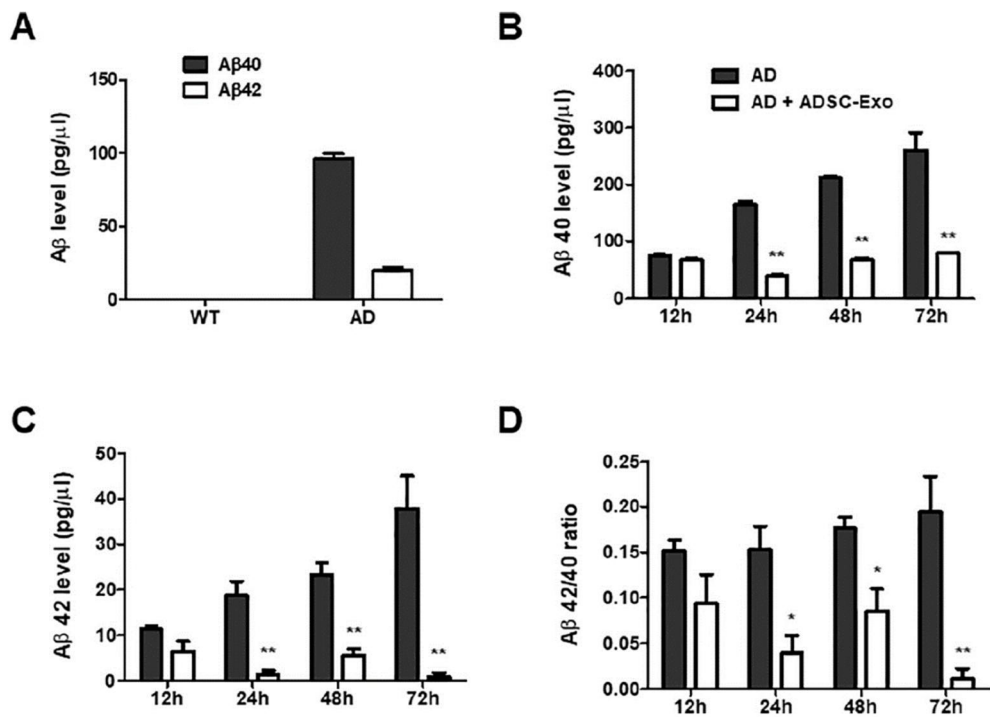 A
Aβ40
Aβ42
Aβ level (pg/μl)
150
100
50
0
WT
AD
B
AD
AD + ADSC-Exo
Aβ 40 level (pg/μl)
400
300
200
100
0
**
**
**
12h
24h
48h
72h
C
Aβ 42 level (pg/μl)
50
40
30
20
10
0
**
**
**
12h
24h
48h
72h
D
Aβ 42/40 ratio
0.25
0.20
0.15
0.10
0.05
0.00
*
*
**
12h
24h
48h
72h